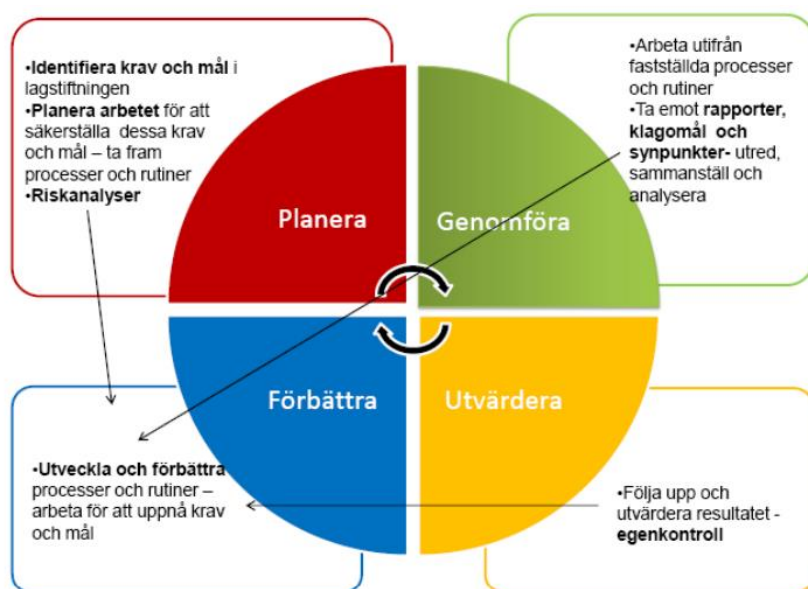 •Identifiera krav och mål i
lagstiftningen
•Planera arbetet för att
säkerställa dessa krav
och mål – ta fram
processer och rutiner
•Riskanalyser
•Arbeta utifrån
fastställda processer
och rutiner
•Ta emot rapporter,
klagomål och
synpunkter- utred,
sammanställ och
analysera
Planera
Genomföra
Förbättra
Utvärdera
•Utveckla och förbättra
processer och rutiner –
arbeta för att uppnå krav
och mål
•Följa upp och
utvärdera resultatet -
egenkontroll